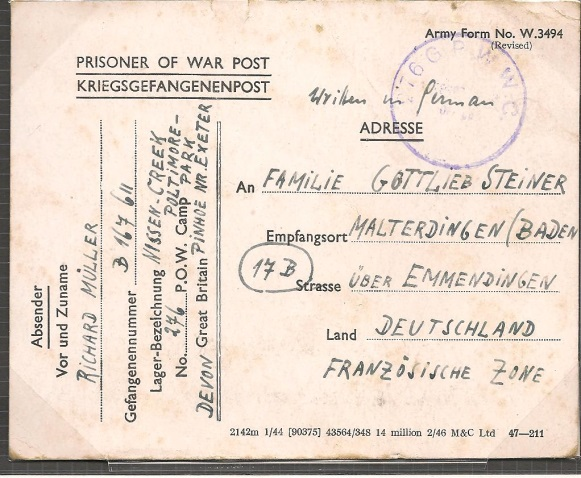 Army Form No. W.3494
(Revised)
PRISONER OF WAR POST
KRIEGSGEFANGENENPOST
276 G.P.W.W.C.
Written in German
ADRESSE
An FAMILIE GOTTLIEB STEINER
Empfangsort MALTERDINGEN (BADEN
17B
Strasse ÜBER EMMENDINGEN
Land DEUTSCHLAND
FRANZÖSISCHE ZONE
Absender
Vor und Zuname
RICHARD MÜLLER
Gefangenennummer B 167 611
Lager-Bezeichnung NISSEN-CREEK
POLTIMORE-
No. 276 P.O.W. Camp PARK
DEVON Great Britain PINHOE NR. EXETER
2142m 1/44 [90375] 43564/348 14 million 2/46 M&C Ltd 47—211